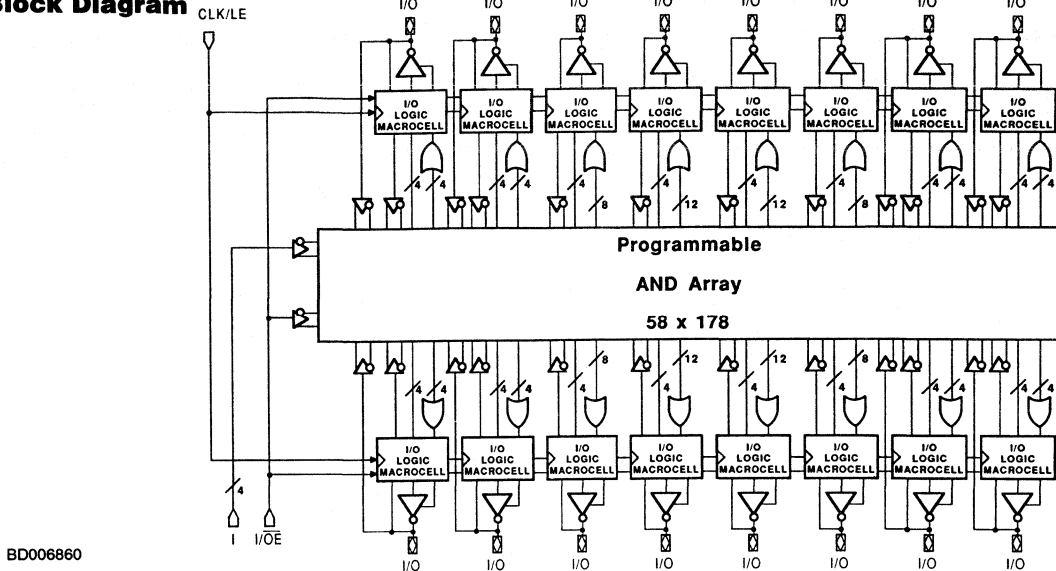 Block Diagram
CLK/LE
I/O I/O I/O I/O I/O I/O I/O I/O
I/O LOGIC MACROCELL I/O LOGIC MACROCELL I/O LOGIC MACROCELL I/O LOGIC MACROCELL I/O LOGIC MACROCELL I/O LOGIC MACROCELL I/O LOGIC MACROCELL I/O LOGIC MACROCELL
4 4 4 4 4 4 4 4 4 4 4 4
8 12 12 8
Programmable
AND Array
58 x 178
8 12 12 8
4 4 4 4 4 4 4 4 4 4 4 4
I/O LOGIC MACROCELL I/O LOGIC MACROCELL I/O LOGIC MACROCELL I/O LOGIC MACROCELL I/O LOGIC MACROCELL I/O LOGIC MACROCELL I/O LOGIC MACROCELL I/O LOGIC MACROCELL
4
I I/O̅E̅
BD006860
I/O I/O I/O I/O I/O I/O I/O I/O